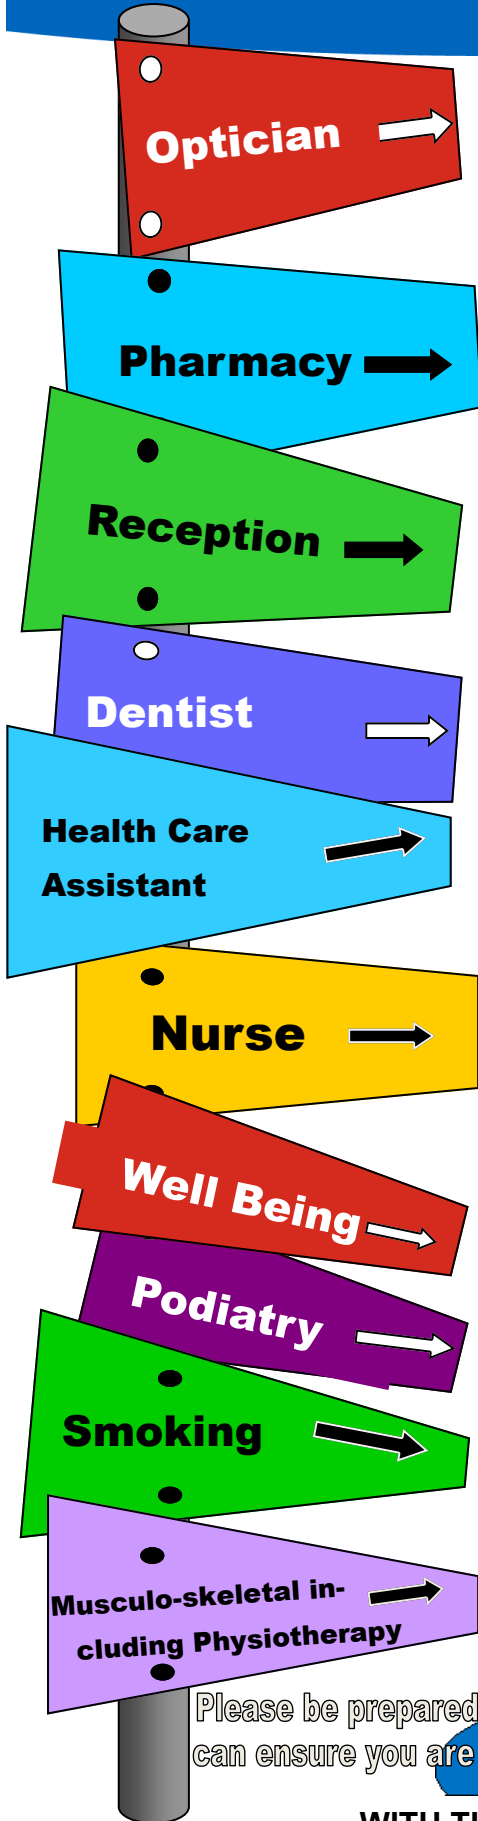 Optician
Pharmacy
Reception
Dentist
Health Care
Assistant
Nurse
Well Being
Podiatry
Smoking
Musculo-skeletal in-
cluding Physiotherapy
Please be prepared
can ensure you are
WITH